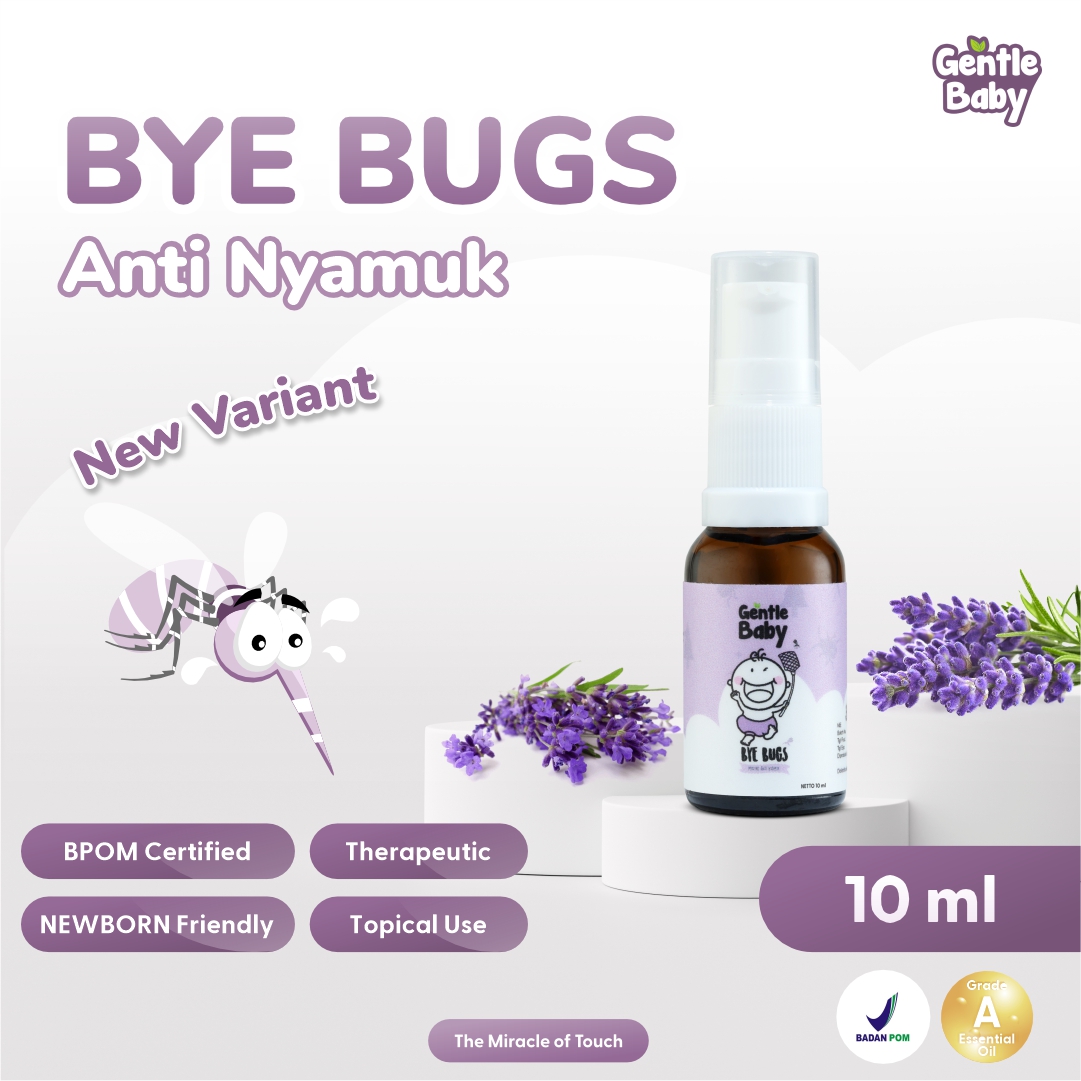 Gentle
Baby
BYE BUGS
Anti Nyamuk
New Variant
Gentle
Baby
BYE BUGS
NETTO 10 ml
BPOM Certified
Therapeutic
NEWBORN Friendly
Topical Use
10 ml
BADAN POM
Grade
A
Essential
Oil
The Miracle of Touch